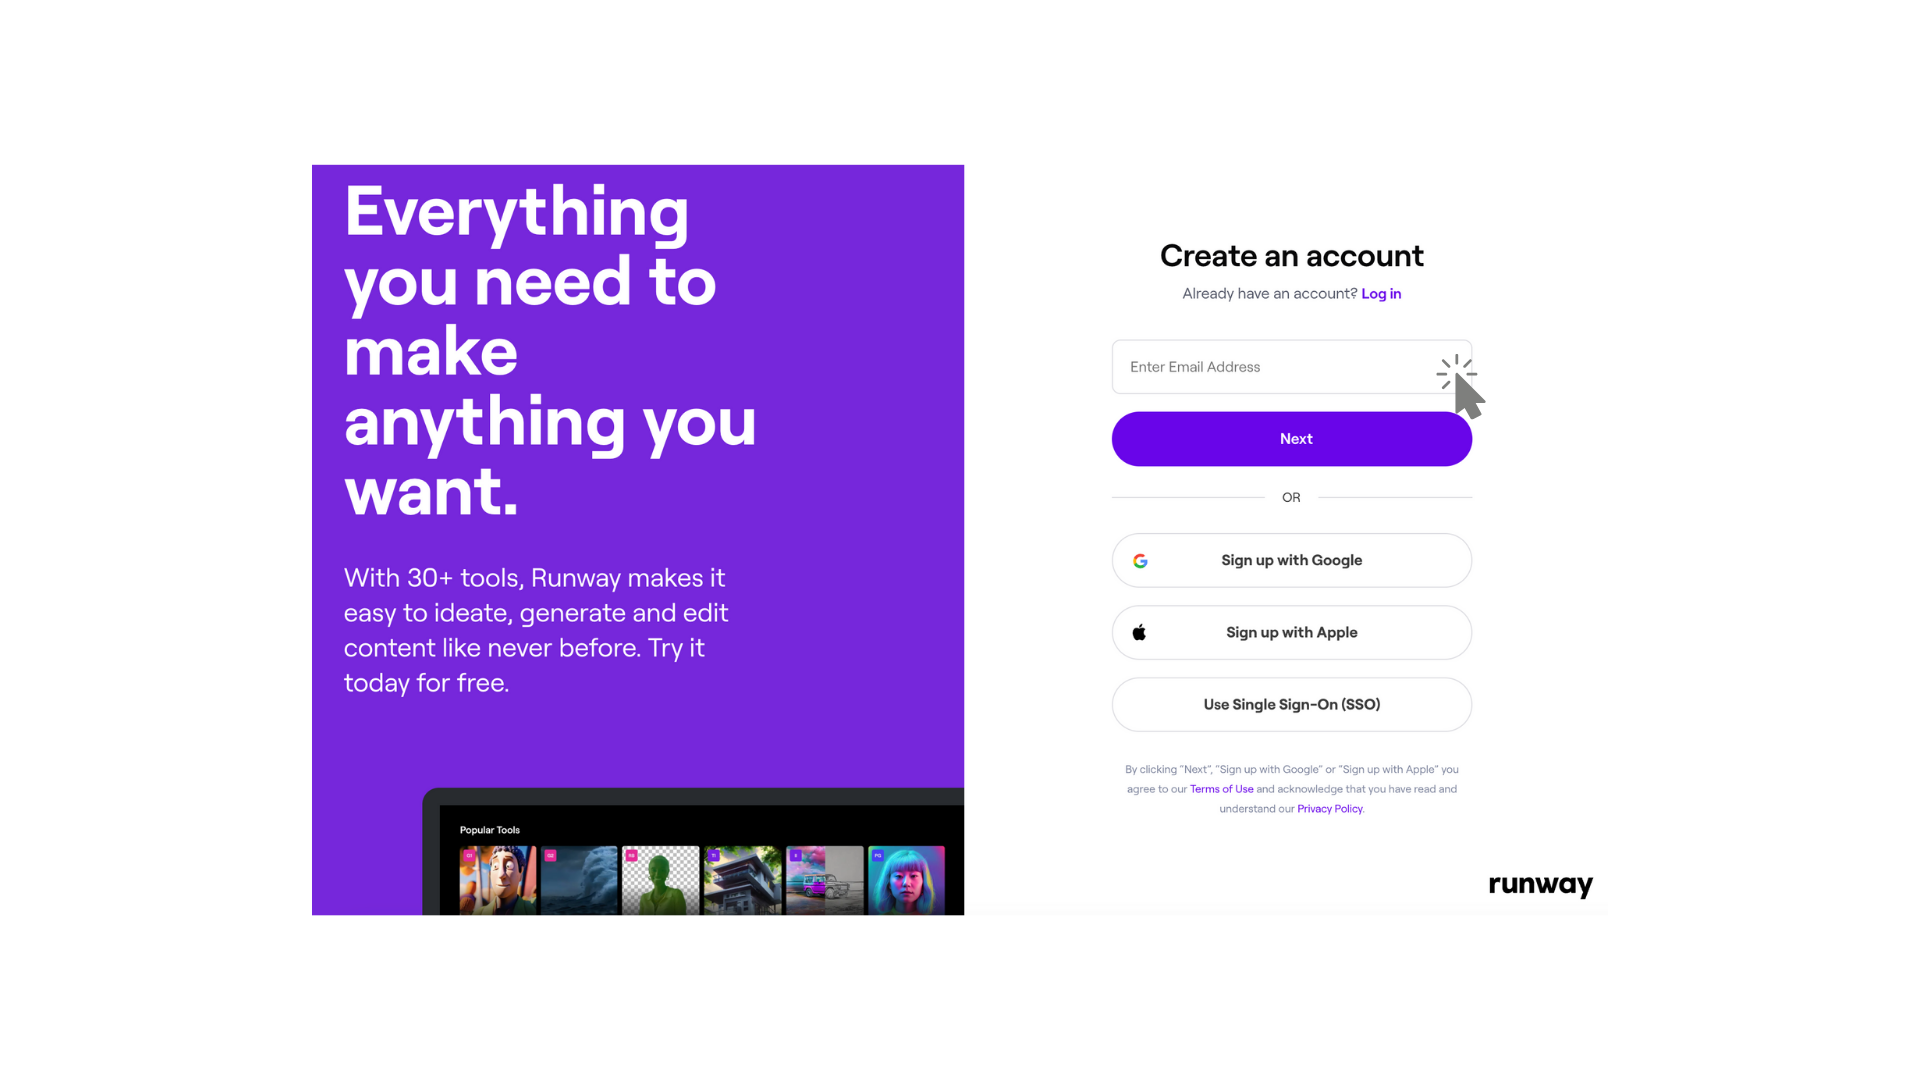 Everything
you need to
make
anything you
want.
With 30+ tools, Runway makes it
easy to ideate, generate and edit
content like never before. Try it
today for free.
Popular Tools
Create an account
Already have an account? Log in
Enter Email Address
Next
OR
Sign up with Google
Sign up with Apple
Use Single Sign-On (SSO)
By clicking "Next", "Sign up with Google" or "Sign up with Apple" you
agree to our Terms of Use and acknowledge that you have read and
understand our Privacy Policy.
runway